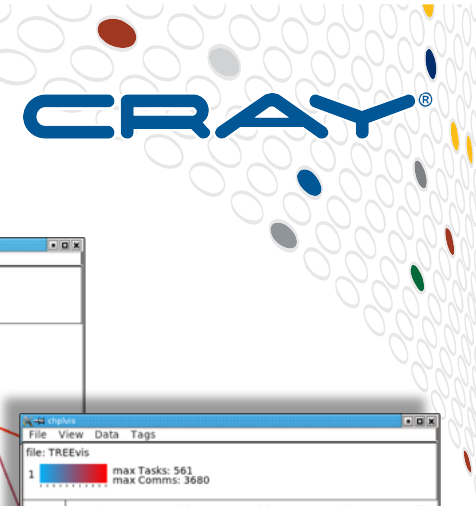 CRAY®
chplvis
File View Data Tags
file: TREEvis
1
max Tasks: 561
max Comms: 3680